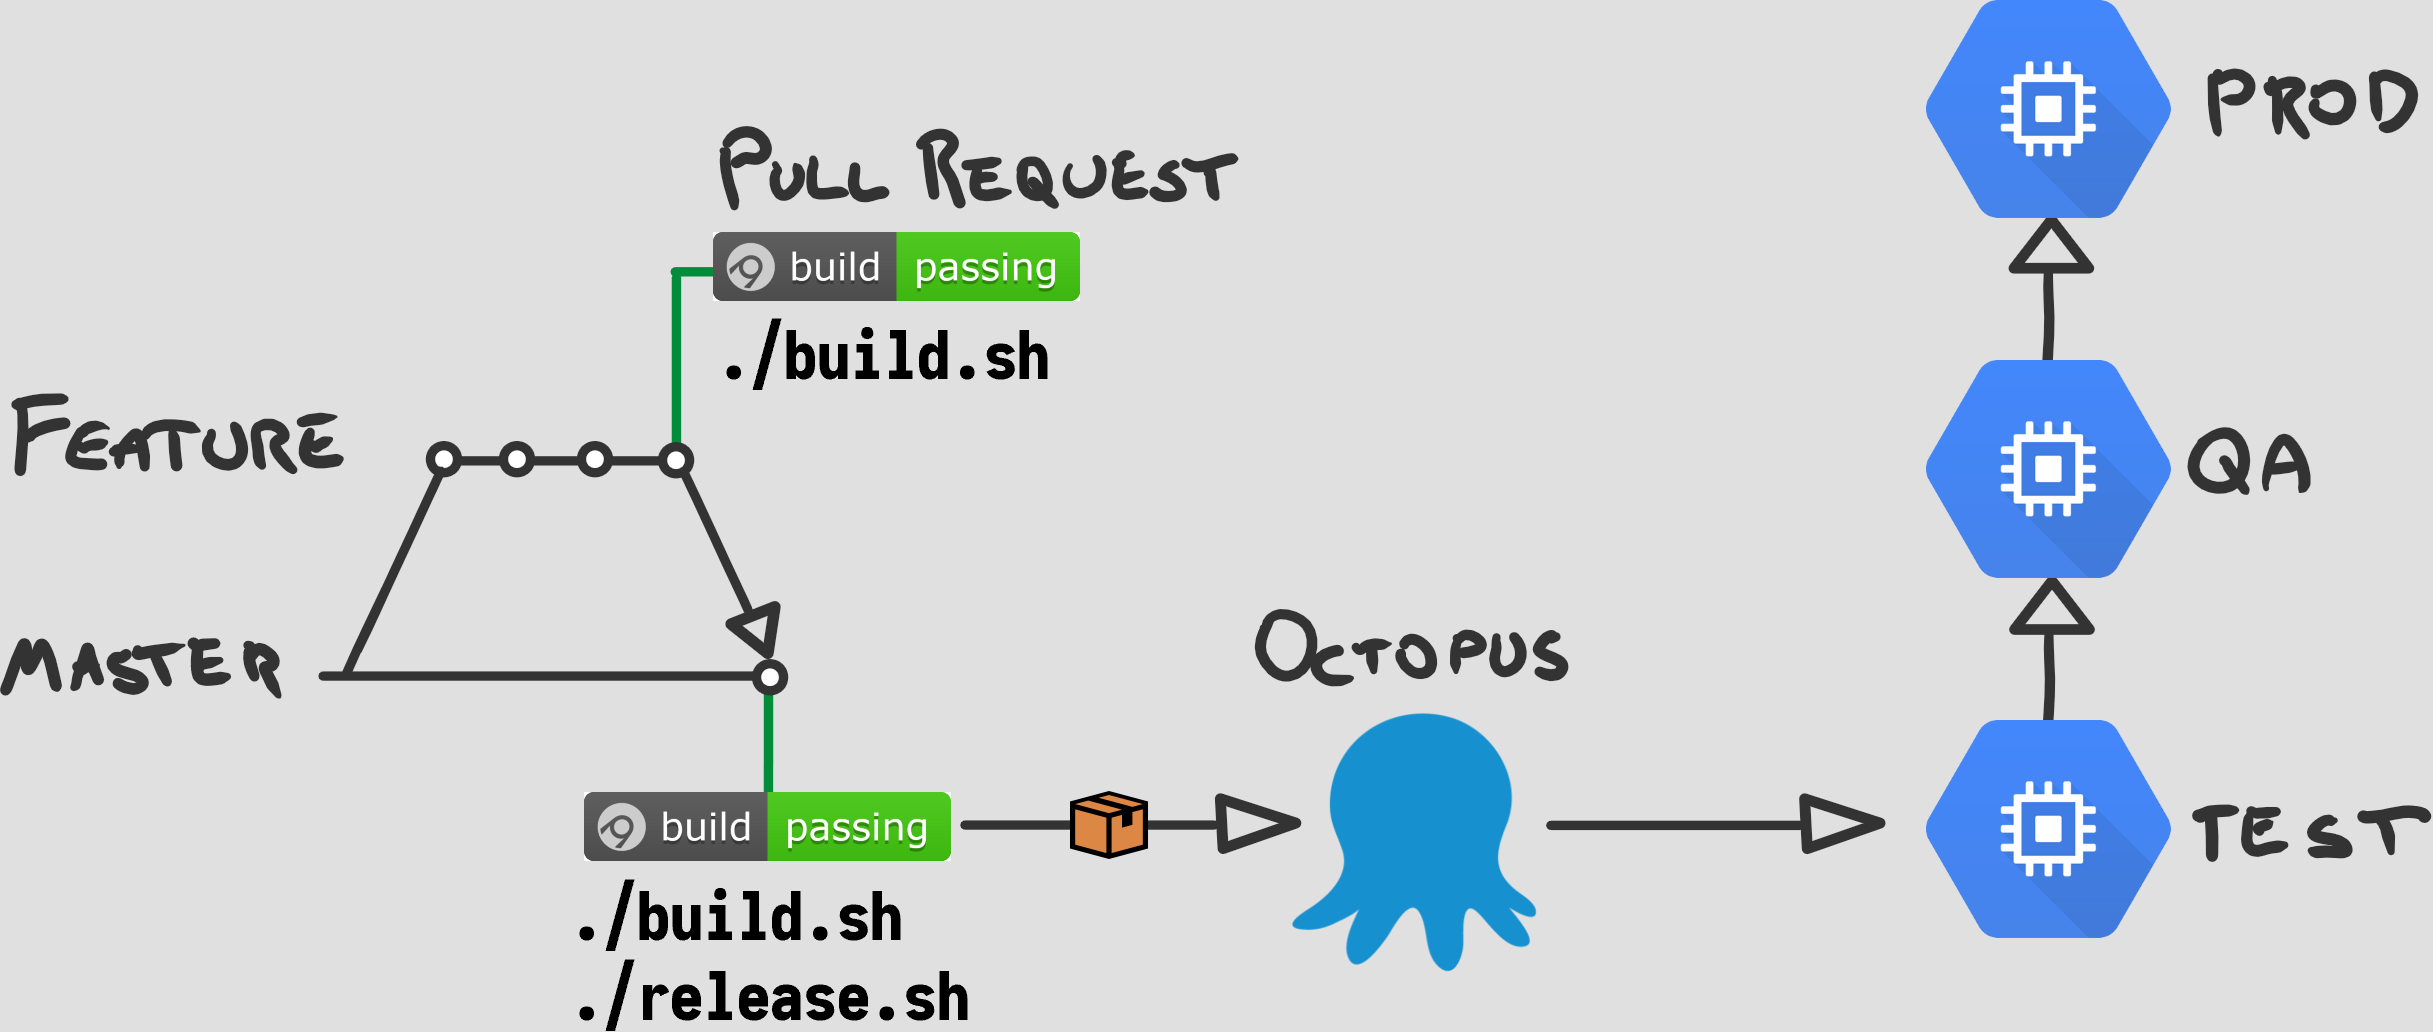 PULL REQUEST
build passing
./build.sh
FEATURE
MASTER
build passing
./build.sh
./release.sh
OCTOPUS
PROD
QA
TEST